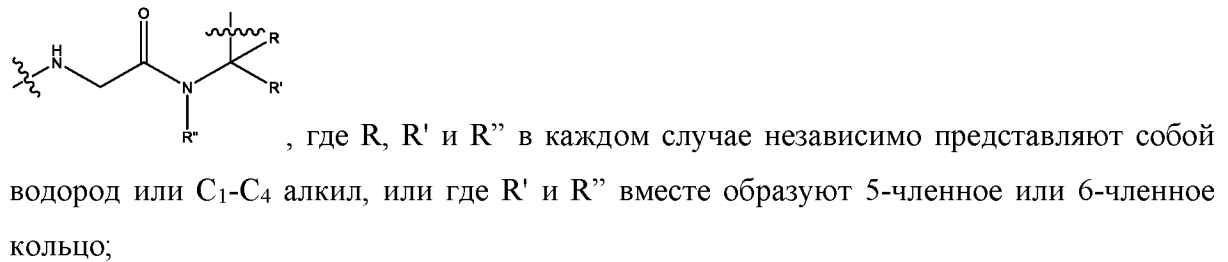 O
H
N
R
R'
N
R"
, где R, R' и R” в каждом случае независимо представляют собой
водород или C₁-C₄ алкил, или где R' и R” вместе образуют 5-членное или 6-членное
кольцо;